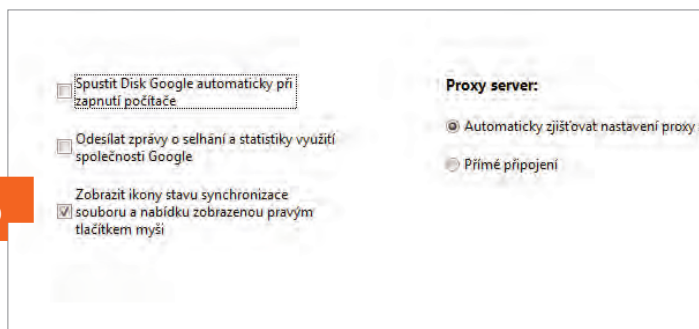 Spustit Disk Google automaticky při
zapnutí počítače
Odesílat zprávy o selhání a statistiky využití
společnosti Google
Zobrazit ikony stavu synchronizace
souboru a nabídku zobrazenou pravým
tlačítkem myši
Proxy server:
Automaticky zjišťovat nastavení proxy
Přímé připojení